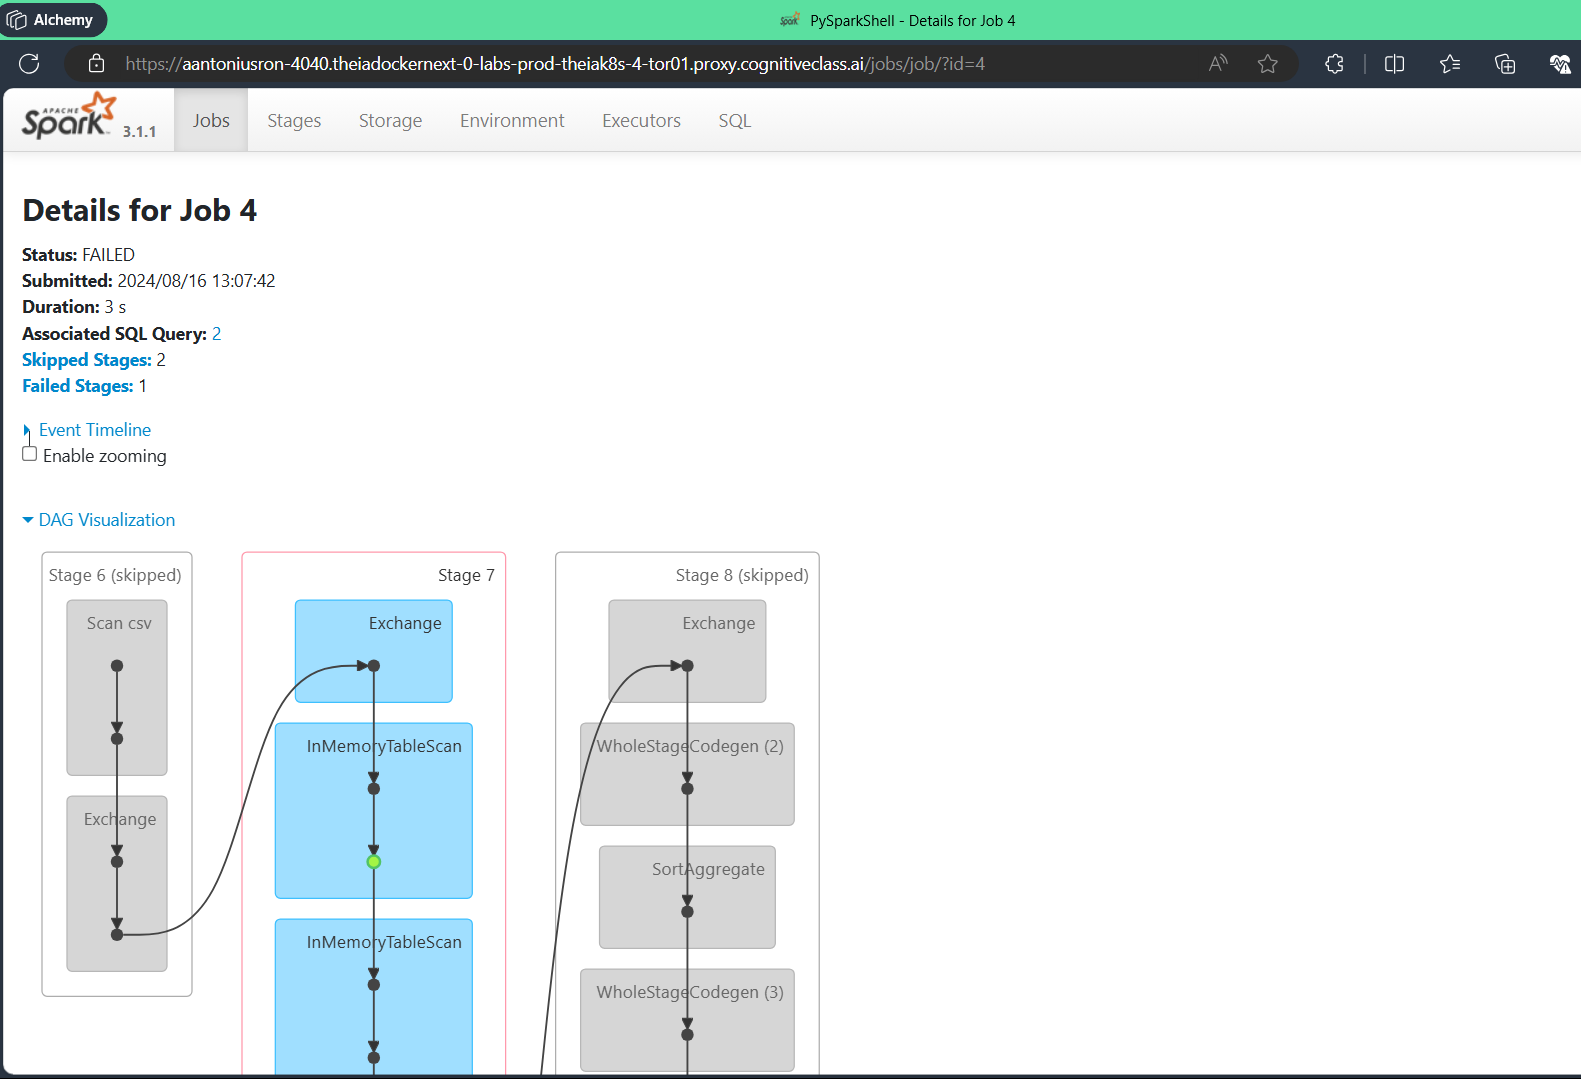 Alchemy
Spark PySparkShell - Details for Job 4
https://aantoniusron-4040.theiadockernext-0-labs-prod-theiak8s-4-tor01.proxy.cognitiveclass.ai/jobs/job/?id=4
APACHE
Spark 3.1.1
Jobs Stages Storage Environment Executors SQL
Details for Job 4
Status: FAILED
Submitted: 2024/08/16 13:07:42
Duration: 3 s
Associated SQL Query: 2
Skipped Stages: 2
Failed Stages: 1
Event Timeline
Enable zooming
DAG Visualization
Stage 6 (skipped)
Scan csv
Exchange
Stage 7
Exchange
InMemoryTableScan
InMemoryTableScan
Stage 8 (skipped)
Exchange
WholeStageCodegen (2)
SortAggregate
WholeStageCodegen (3)